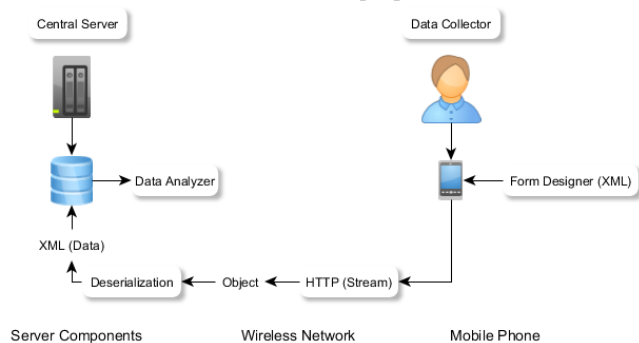 Central Server
Data Collector
Data Analyzer
Form Designer (XML)
XML (Data)
Deserialization
Object
HTTP (Stream)
Server Components
Wireless Network
Mobile Phone